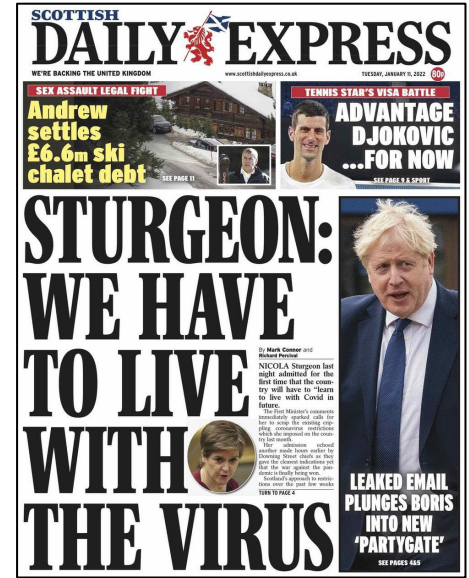 SCOTTISH
DAILY EXPRESS
WE'RE BACKING THE UNITED KINGDOM
www.scottishdailyexpress.co.uk
TUESDAY, JANUARY 11, 2022
80p
SEX ASSAULT LEGAL FIGHT
Andrew
settles
£6.6m ski
chalet debt
SEE PAGE 11
TENNIS STAR'S VISA BATTLE
ADVANTAGE
DJOKOVIC
...FOR NOW
SEE PAGE 9 & SPORT
STURGEON:
WE HAVE
TO LIVE
WITH
THE VIRUS
By Mark Connor and
Richard Percival
NICOLA Sturgeon last
night admitted for the
first time that the coun-
try will have to "learn
to live with Covid in
future.
The First Minister's comments
immediately sparked calls for
her to scrap the existing crip-
pling coronavirus restrictions
which she imposed on the coun-
try last month.
Her admission echoed
another made hours earlier by
Downing Street chiefs as they
gave the clearest indications yet
that the war against the pan-
demic is finally being won.
Scotland's approach to restric-
tions over the past few weeks
TURN TO PAGE 4
LEAKED EMAIL
PLUNGES BORIS
INTO NEW
'PARTYGATE'
SEE PAGES 4&5